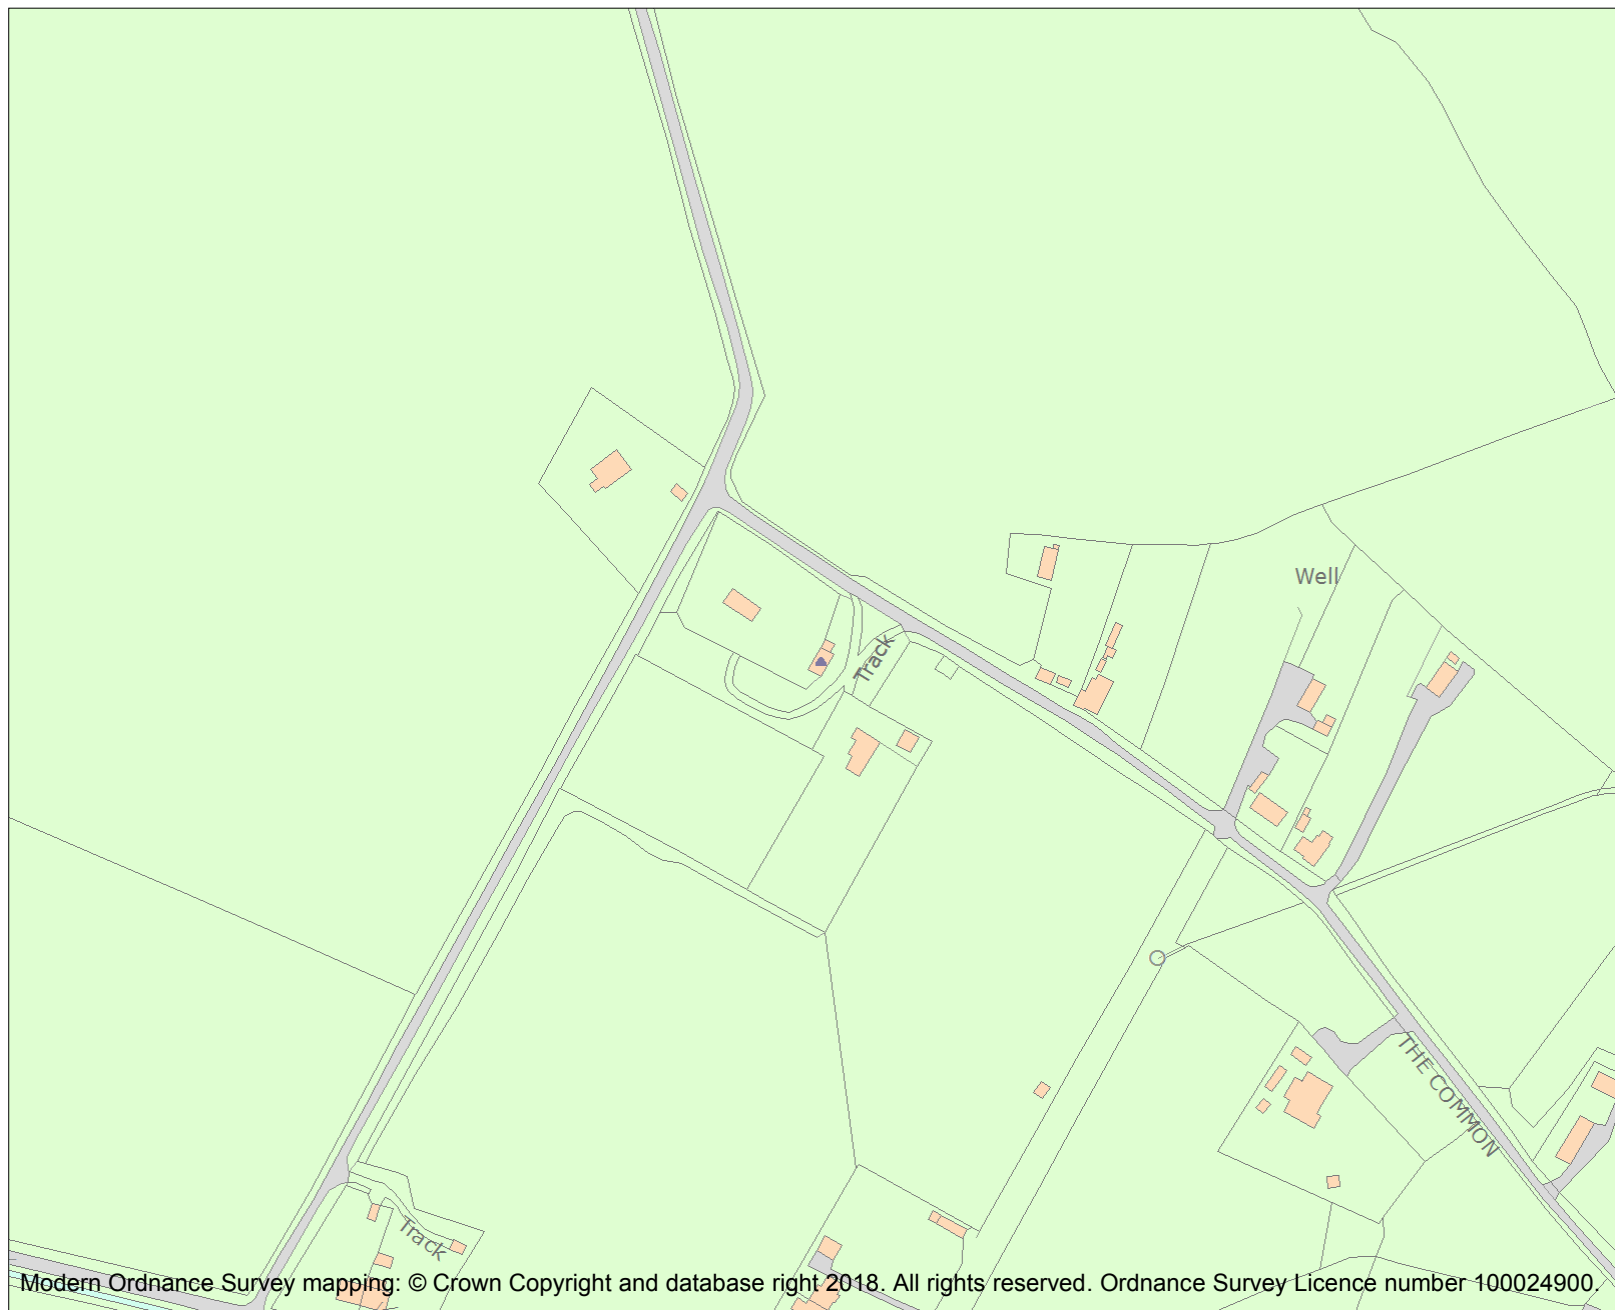 Well
Track
THE COMMON
Track
Modern Ordnance Survey mapping: © Crown Copyright and database right 2018. All rights reserved. Ordnance Survey Licence number 100024900.